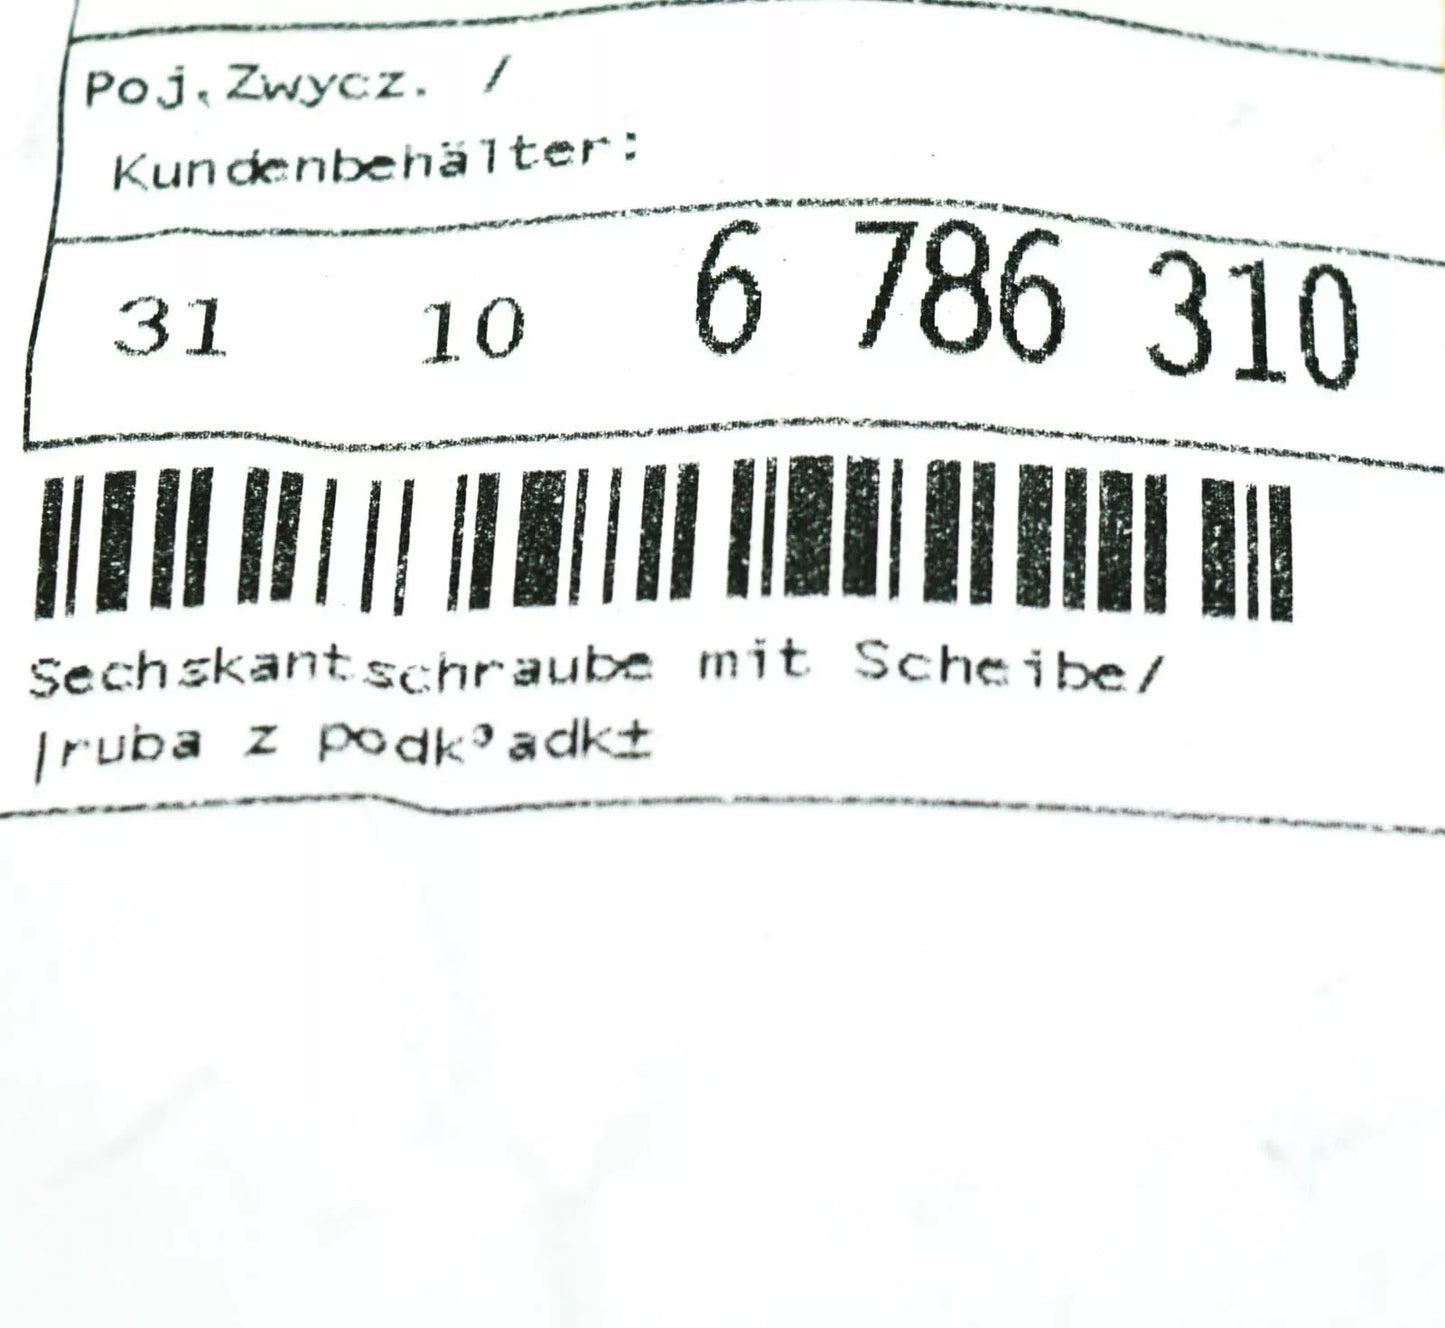 Poj.Zwycz. /
Kundenbehälter:
31 10 6 786 310
Sechskantschraube mit Scheibe/
¦ruba z podk³adk±